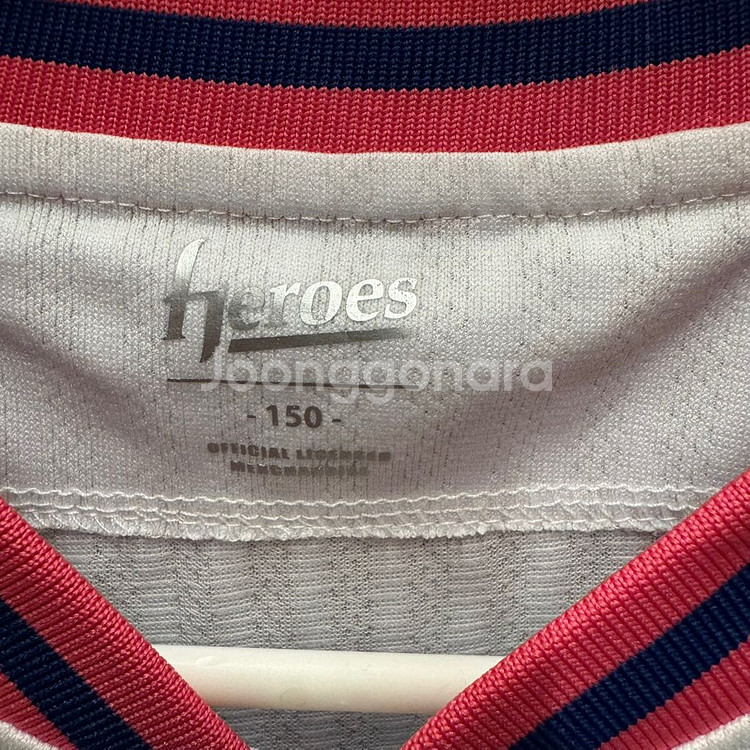 heroes
Joonggonara
- 150 -
OFFICIAL LICENSED
MERCHANDISE